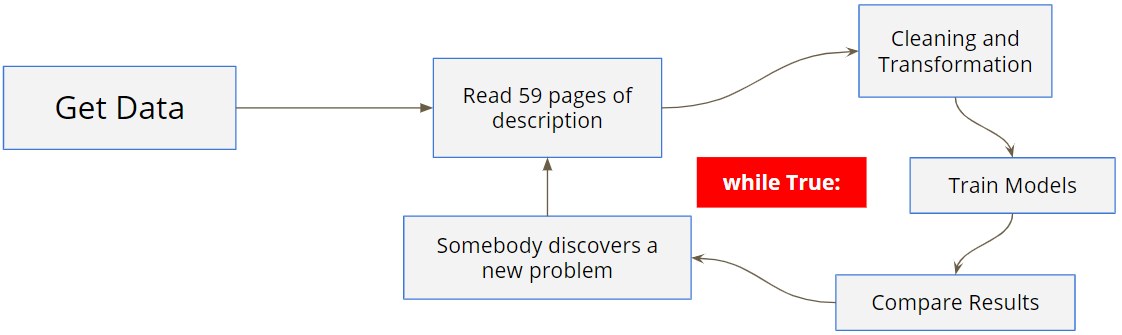 Get Data
Read 59 pages of
description
Cleaning and
Transformation
while True:
Train Models
Somebody discovers a
new problem
Compare Results